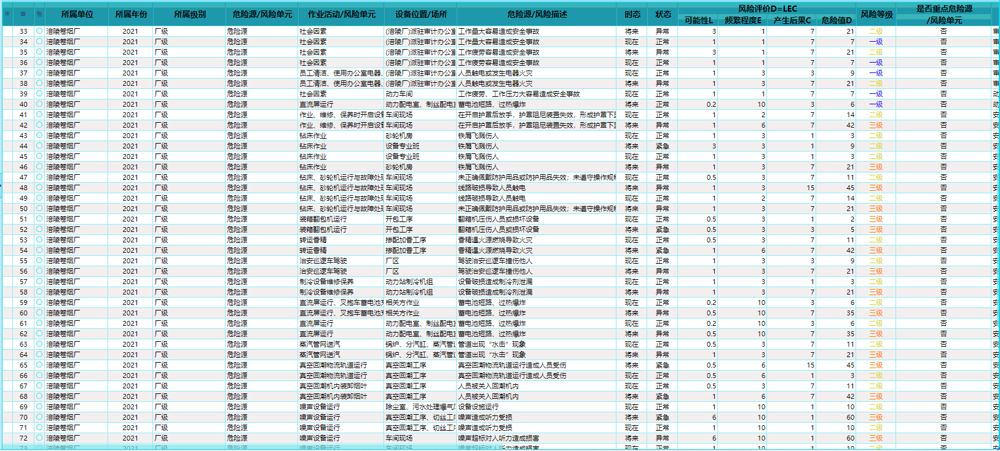 所属单位 所属年份 所属级别 危险源/风险单元 作业活动/风险单元 设备位置/场所 危险源/风险描述 时态 状态 风险评价D=LEC 风险等级 是否重点危险源
可能性L 频繁程度E 产生后果C 危险值D /风险单元
33 涪陵卷烟厂 2021 厂级 危险源 社会因素 (涪陵厂)派驻审计办公室 工作量大容易造成安全事故 将来 异常 3 1 7 21 二级 否 审
34 涪陵卷烟厂 2021 厂级 危险源 社会因素 (涪陵厂)派驻审计办公室 工作量大容易造成安全事故 现在 正常 1 1 7 7 一级 否 审
35 涪陵卷烟厂 2021 厂级 危险源 社会因素 (涪陵厂)派驻审计办公室 工作疲劳容易造成安全事故 将来 异常 3 1 7 21 二级 否 审
36 涪陵卷烟厂 2021 厂级 危险源 社会因素 (涪陵厂)派驻审计办公室 工作疲劳容易造成安全事故 现在 正常 1 1 7 7 一级 否 审
37 涪陵卷烟厂 2021 厂级 危险源 员工清洁、使用办公室电器、 (涪陵厂)派驻审计办公室 人员触电或发生电器火灾 现在 正常 1 3 3 9 一级 否 审
38 涪陵卷烟厂 2021 厂级 危险源 员工清洁、使用办公室电器、 (涪陵厂)派驻审计办公室 人员触电或发生电器火灾 将来 异常 1 3 7 21 二级 否 审
39 涪陵卷烟厂 2021 厂级 危险源 社会因素 动力车间 工作疲劳、工作压力大容易造成安全事故 现在 正常 1 1 7 7 一级 否 动
40 涪陵卷烟厂 2021 厂级 危险源 直流屏运行 动力配电室、制丝配电室 蓄电池短路、过热爆炸 将来 正常 0.2 10 3 6 一级 否 动
41 涪陵卷烟厂 2021 厂级 危险源 作业、维修、保养时开启设备 车间现场 在开启护罩后放手，护罩阻尼装置失效，形成护罩下 现在 正常 1 2 7 14 二级 否 安
42 涪陵卷烟厂 2021 厂级 危险源 作业、维修、保养时开启设备 车间现场 在开启护罩后放手，护罩阻尼装置失效，形成护罩下 将来 异常 1 6 7 42 三级 否 安
43 涪陵卷烟厂 2021 厂级 危险源 钻床作业 砂轮机房 铁屑飞溅伤人 现在 正常 1 3 1 3 二级 否 安
44 涪陵卷烟厂 2021 厂级 危险源 钻床作业 设备专业班 铁屑飞溅伤人 将来 紧急 3 3 1 9 二级 否 安
45 涪陵卷烟厂 2021 厂级 危险源 钻床作业 设备专业班 铁屑飞溅伤人 现在 正常 1 3 1 3 二级 否 安
46 涪陵卷烟厂 2021 厂级 危险源 钻床作业 砂轮机房 铁屑飞溅伤人 将来 异常 1 3 7 21 三级 否 安
47 涪陵卷烟厂 2021 厂级 危险源 钻床、砂轮机运行与故障处理 车间现场 未正确佩戴防护用品或防护用品失效；未遵守操作规程 现在 正常 0.5 3 7 11 二级 否 安
48 涪陵卷烟厂 2021 厂级 危险源 钻床、砂轮机运行与故障处理 车间现场 线路破损导致人员触电 将来 异常 1 3 15 45 三级 否 安
49 涪陵卷烟厂 2021 厂级 危险源 钻床、砂轮机运行与故障处理 车间现场 线路破损导致人员触电 现在 正常 1 2 7 14 二级 否 安
50 涪陵卷烟厂 2021 厂级 危险源 钻床、砂轮机运行与故障处理 车间现场 未正确佩戴防护用品或防护用品失效；未遵守操作规程 将来 异常 1 3 7 21 三级 否 安
51 涪陵卷烟厂 2021 厂级 危险源 装箱翻包机运行 开包工序 翻箱机压伤人员或损坏设备 现在 正常 0.5 3 1 2 三级 否 安
52 涪陵卷烟厂 2021 厂级 危险源 装箱翻包机运行 开包工序 翻箱机压伤人员或损坏设备 将来 紧急 0.5 3 3 5 三级 否 安
53 涪陵卷烟厂 2021 厂级 危险源 转运香精 掺配加香工序 香精遇火源燃烧导致火灾 现在 正常 0.5 3 7 11 二级 否 安
54 涪陵卷烟厂 2021 厂级 危险源 转运香精 掺配加香工序 香精遇火源燃烧导致火灾 将来 紧急 1 6 7 42 三级 否 安
55 涪陵卷烟厂 2021 厂级 危险源 治安巡逻车驾驶 厂区 驾驶治安巡逻车撞伤他人 现在 正常 1 3 3 9 二级 否 安
56 涪陵卷烟厂 2021 厂级 危险源 治安巡逻车驾驶 厂区 驾驶治安巡逻车撞伤他人 将来 异常 1 3 7 21 三级 否 安
57 涪陵卷烟厂 2021 厂级 危险源 制冷设备维修保养 动力站制冷机组 设备破损造成制冷剂泄漏 现在 正常 1 3 1 3 二级 否 安
58 涪陵卷烟厂 2021 厂级 危险源 制冷设备维修保养 动力站制冷机组 设备破损造成制冷剂泄漏 将来 异常 1 3 7 21 三级 否 安
59 涪陵卷烟厂 2021 厂级 危险源 直流屏运行、叉抱车蓄电池充 相关方作业 蓄电池短路、过热爆炸 现在 正常 0.2 10 3 6 二级 否 安
60 涪陵卷烟厂 2021 厂级 危险源 直流屏运行、叉抱车蓄电池充 相关方作业 蓄电池短路、过热爆炸 将来 异常 0.5 10 7 35 三级 否 安
61 涪陵卷烟厂 2021 厂级 危险源 直流屏运行 动力配电室、制丝配电室 蓄电池短路、过热爆炸 现在 正常 0.2 10 3 6 二级 否 安
62 涪陵卷烟厂 2021 厂级 危险源 直流屏运行 动力配电室、制丝配电室 蓄电池短路、过热爆炸 将来 异常 0.5 10 7 35 三级 否 安
63 涪陵卷烟厂 2021 厂级 危险源 蒸汽管网送汽 锅炉、分汽缸、蒸汽管道 管道出现“水击”现象 现在 正常 0.5 3 7 11 二级 否 安
64 涪陵卷烟厂 2021 厂级 危险源 蒸汽管网送汽 锅炉、分汽缸、蒸汽管道 管道出现“水击”现象 将来 异常 1 3 7 21 三级 否 安
65 涪陵卷烟厂 2021 厂级 危险源 真空回潮物流轨道运行 真空回潮工序 真空回潮物流轨道运行造成人员受伤 将来 紧急 0.5 6 15 45 三级 否 安
66 涪陵卷烟厂 2021 厂级 危险源 真空回潮物流轨道运行 真空回潮工序 真空回潮物流轨道运行造成人员受伤 现在 正常 0.5 6 1 3 二级 否 安
67 涪陵卷烟厂 2021 厂级 危险源 真空回潮机内装卸烟叶 真空回潮工序 人员被关入回潮机内 现在 正常 0.5 3 7 11 二级 否 安
68 涪陵卷烟厂 2021 厂级 危险源 真空回潮机内装卸烟叶 真空回潮工序 人员被关入回潮机内 将来 紧急 1 6 7 42 三级 否 安
69 涪陵卷烟厂 2021 厂级 危险源 噪声设备运行 除尘室、污水处理曝气 设备设施运行 现在 正常 1 10 1 10 二级 否 安
70 涪陵卷烟厂 2021 厂级 危险源 噪声设备运行 真空回潮工序、切丝工序 噪声造成听力受损 将来 紧急 6 10 1 60 三级 否 安
71 涪陵卷烟厂 2021 厂级 危险源 噪声设备运行 真空回潮工序、切丝工序 噪声造成听力受损 现在 正常 1 10 1 10 二级 否 安
72 涪陵卷烟厂 2021 厂级 危险源 噪声设备运行 车间现场 噪声超标对人听力造成损害 将来 异常 6 10 1 60 三级 否 安
73 涪陵卷烟厂 2021 厂级 危险源 噪声设备运行 车间现场 噪声超标对人听力造成损害 现在 正常 1 10 1 10 二级 否 安